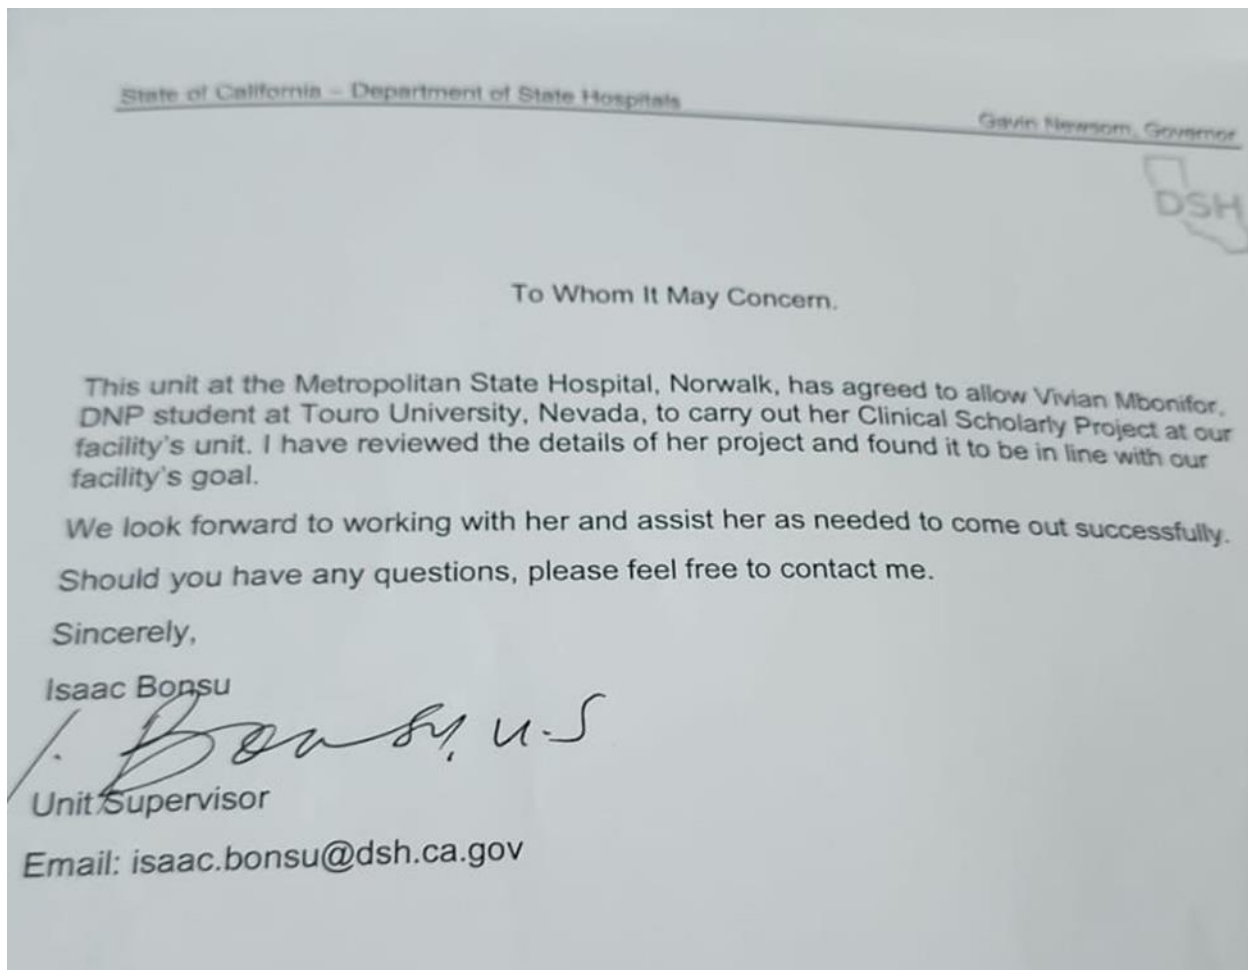 State of California – Department of State Hospitals
Gavin Newsom, Governor
DSH
To Whom It May Concern.
This unit at the Metropolitan State Hospital, Norwalk, has agreed to allow Vivian Mbonifor,
DNP student at Touro University, Nevada, to carry out her Clinical Scholarly Project at our
facility's unit. I have reviewed the details of her project and found it to be in line with our
facility's goal.
We look forward to working with her and assist her as needed to come out successfully.
Should you have any questions, please feel free to contact me.
Sincerely,
Isaac Bonsu
I. Bonsu, U.S
Unit Supervisor
Email: isaac.bonsu@dsh.ca.gov